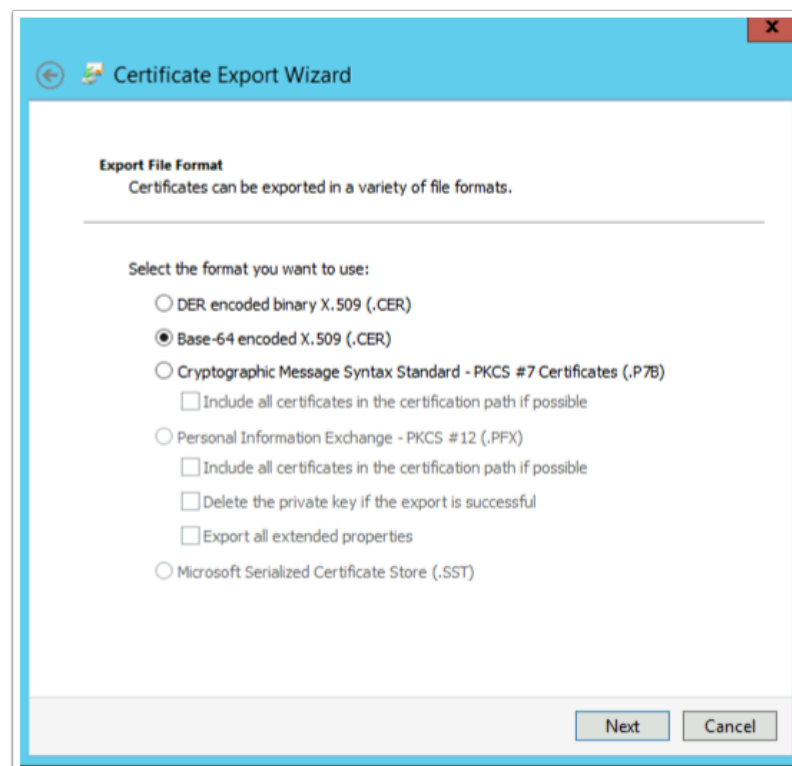 x
Certificate Export Wizard
Export File Format
Certificates can be exported in a variety of file formats.
Select the format you want to use:
DER encoded binary X.509 (.CER)
Base-64 encoded X.509 (.CER)
Cryptographic Message Syntax Standard - PKCS #7 Certificates (.P7B)
Include all certificates in the certification path if possible
Personal Information Exchange - PKCS #12 (.PFX)
Include all certificates in the certification path if possible
Delete the private key if the export is successful
Export all extended properties
Microsoft Serialized Certificate Store (.SST)
Next Cancel